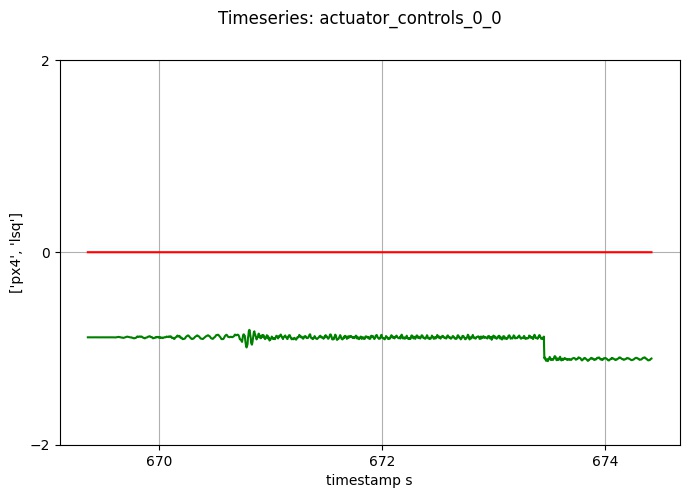 Timeseries: actuator_controls_0_0
2
0
−2
['px4', 'lsq']
670
672
674
timestamp s